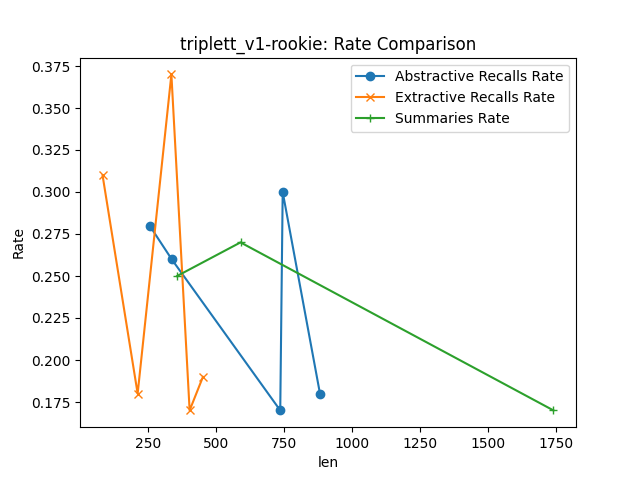 triplett_v1-rookie: Rate Comparison
Abstractive Recalls Rate
Extractive Recalls Rate
Summaries Rate
Rate
0.375
0.350
0.325
0.300
0.275
0.250
0.225
0.200
0.175
250
500
750
1000
1250
1500
1750
len